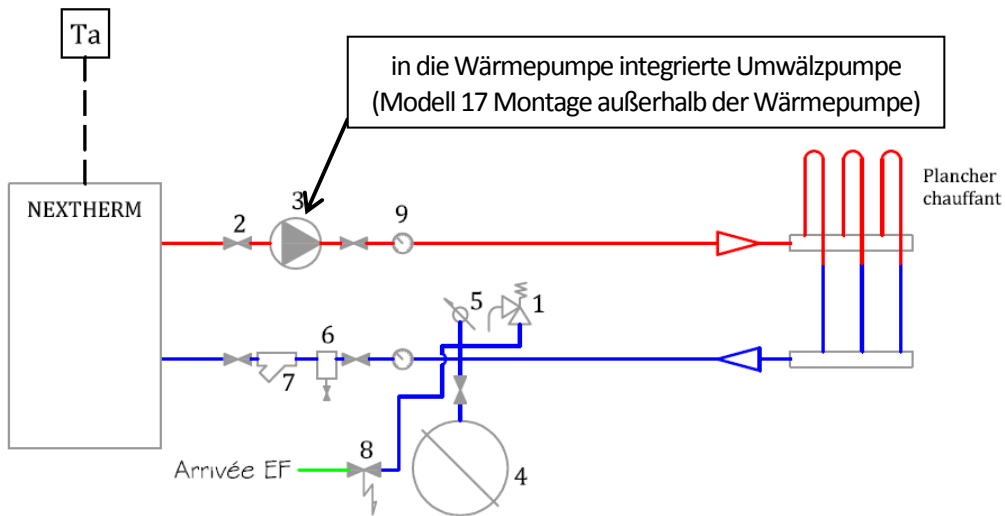 Ta
in die Wärmepumpe integrierte Umwälzpumpe
(Modell 17 Montage außerhalb der Wärmepumpe)
NEXTHERM
2
3
9
Plancher
chauffant
5
1
6
7
8
4
Arrivée EF